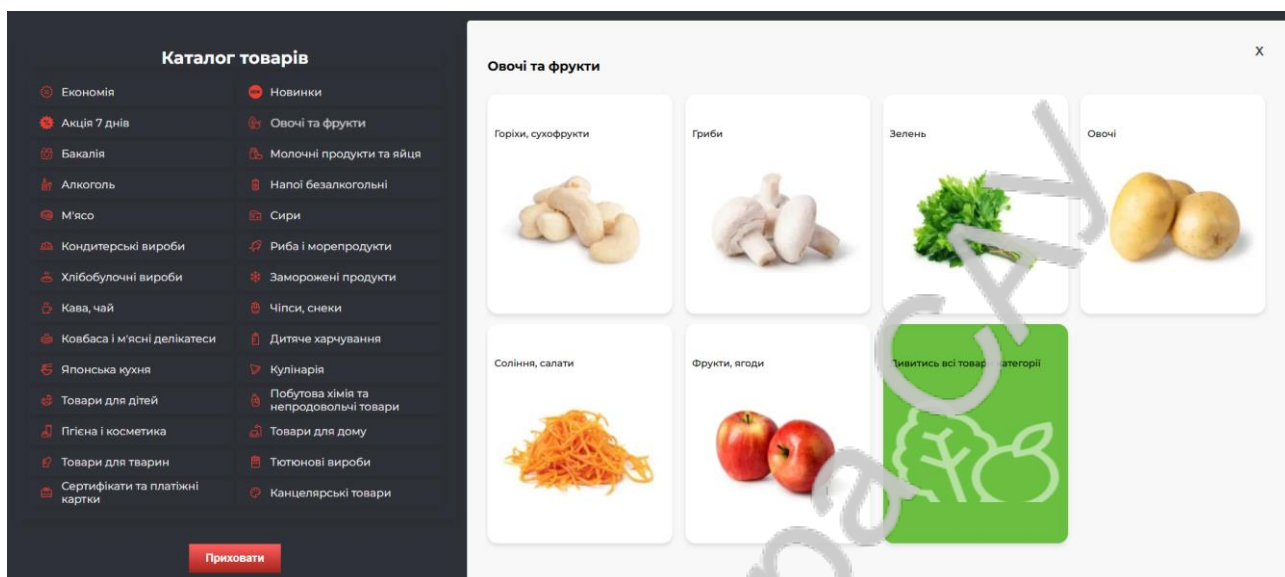 Каталог товарів
Економія
Новинки
Акція 7 днів
Овочі та фрукти
Бакалія
Молочні продукти та яйця
Алкоголь
Напої безалкогольні
М'ясо
Сири
Кондитерські вироби
Риба і морепродукти
Хлібобулочні вироби
Заморожені продукти
Кава, чай
Чіпси, снеки
Ковбаса і м'ясні делікатеси
Дитяче харчування
Японська кухня
Кулінарія
Товари для дітей
Побутова хімія та
непродовольчі товари
Гігієна і косметика
Товари для дому
Товари для тварин
Тютюнові вироби
Сертифікати та платіжні
картки
Канцелярські товари
Приховати
X
Овочі та фрукти
Горіхи, сухофрукти
Гриби
Зелень
Овочі
Соління, салати
Фрукти, ягоди
Дивитись всі товари категорії